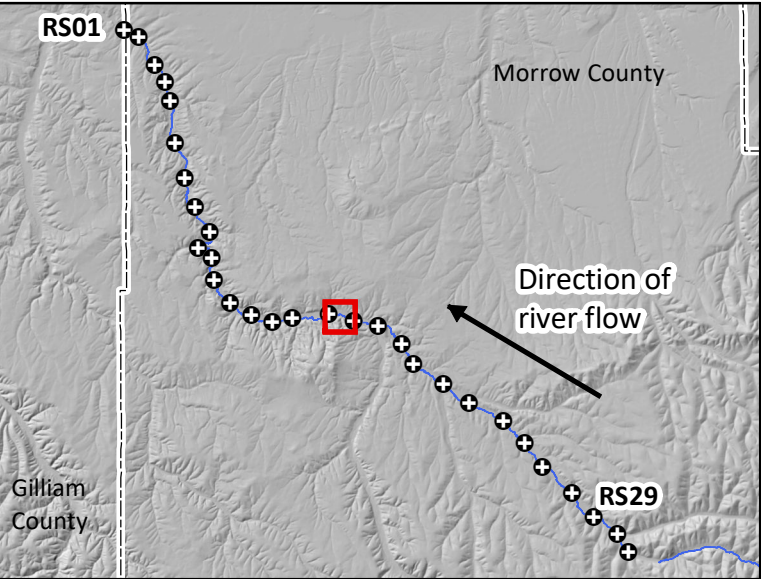 RS01
Morrow County
Direction of
river flow
Gilliam
County
RS29